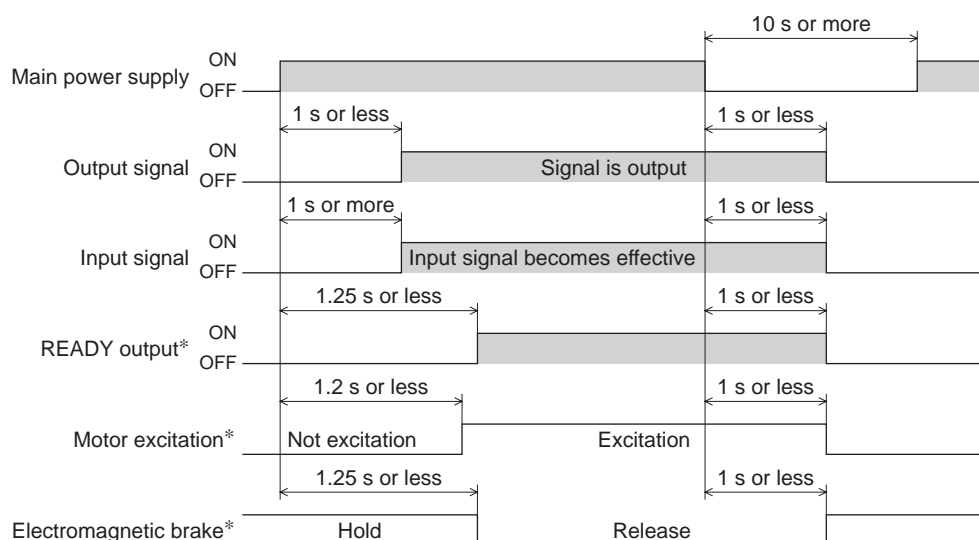 10 s or more
ON
Main power supply
OFF
1 s or less 1 s or less
ON
Output signal Signal is output
OFF
1 s or more 1 s or less
ON
Input signal Input signal becomes effective
OFF
1.25 s or less 1 s or less
ON
READY output*
OFF
1.2 s or less 1 s or less
Motor excitation* Not excitation Excitation
1.25 s or less 1 s or less
Electromagnetic brake* Hold Release